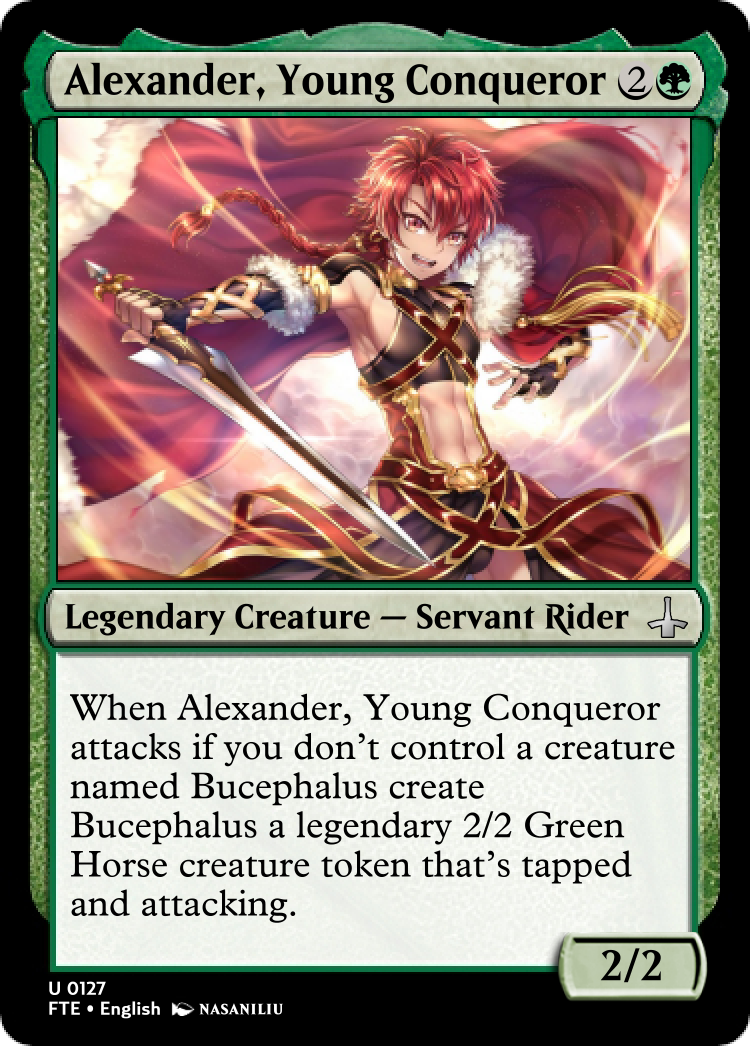 Alexander, Young Conqueror 2
Legendary Creature — Servant Rider
When Alexander, Young Conqueror
attacks if you don't control a creature
named Bucephalus create
Bucephalus a legendary 2/2 Green
Horse creature token that's tapped
and attacking.
2/2
U 0127
FTE • English NASANILIU